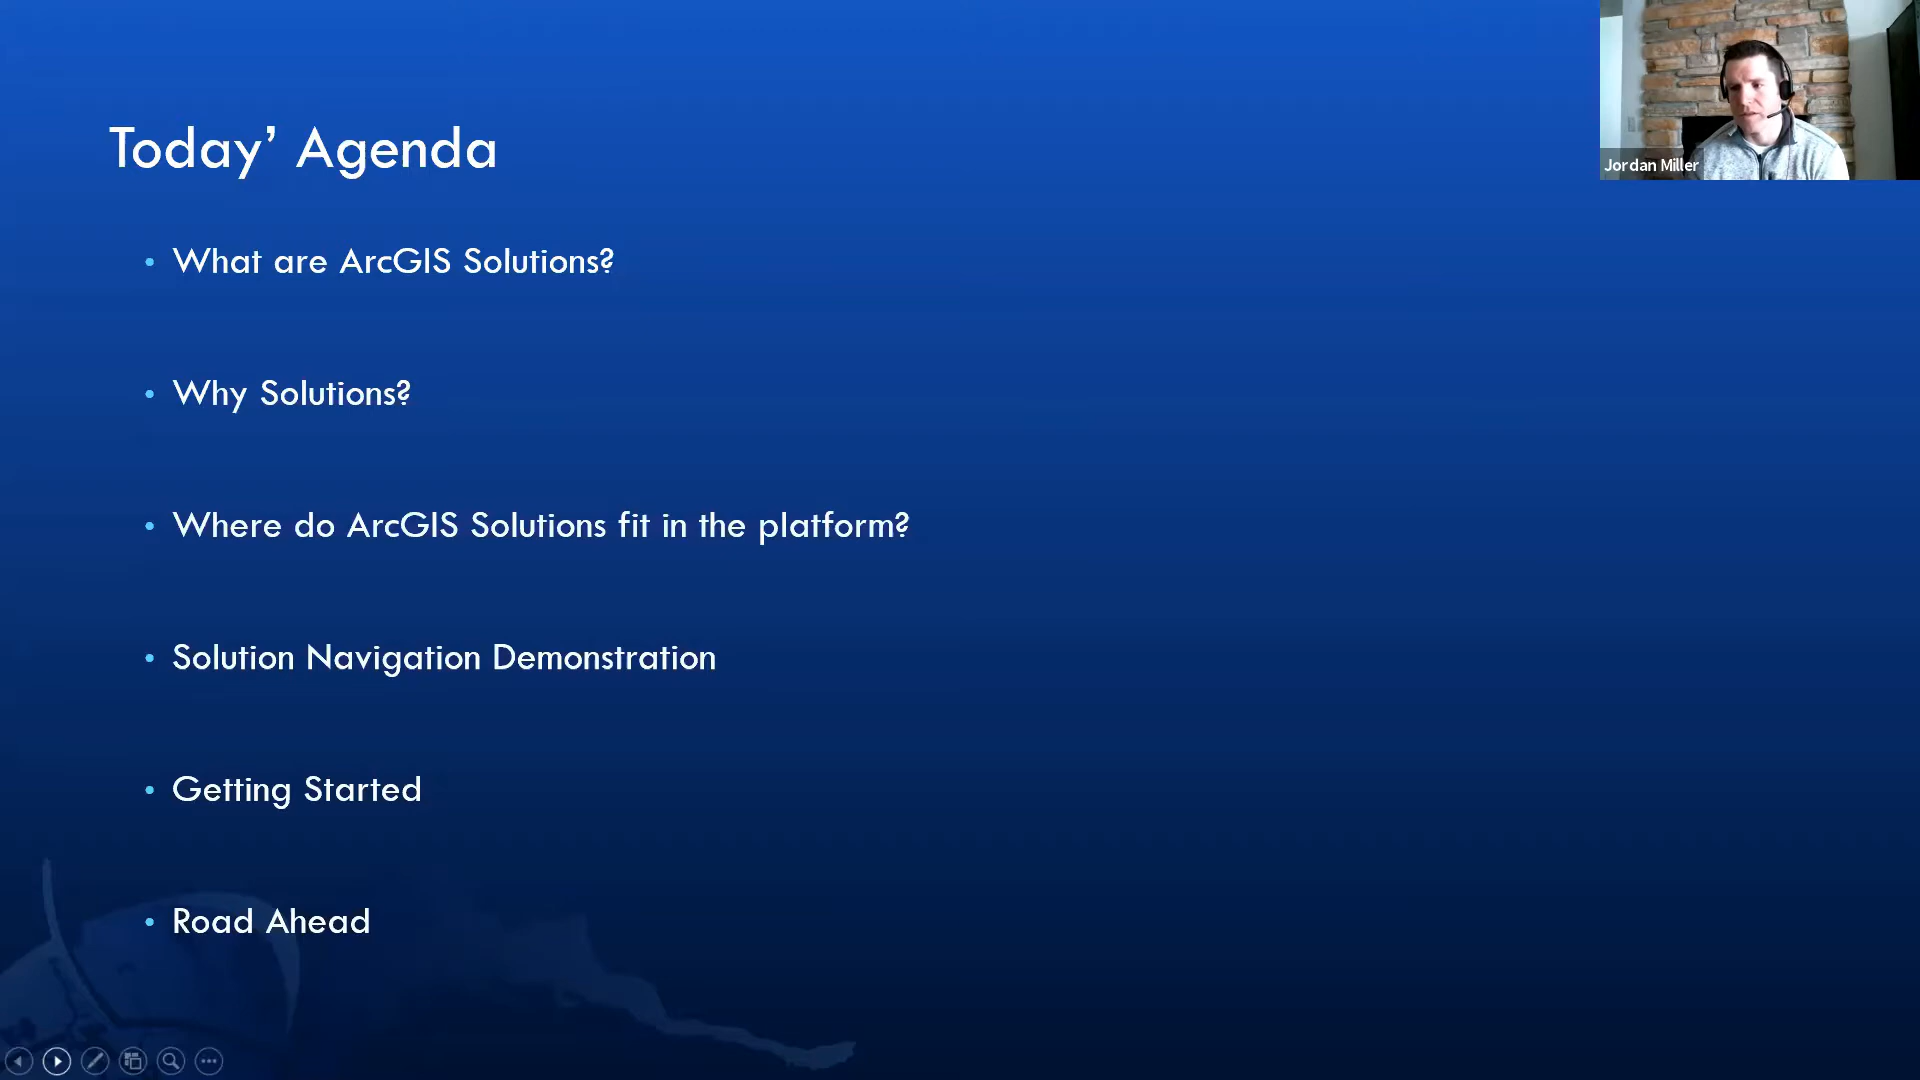 Today’ Agenda
Jordan Miller
• What are ArcGIS Solutions?
• Why Solutions?
• Where do ArcGIS Solutions fit in the platform?
• Solution Navigation Demonstration
• Getting Started
• Road Ahead